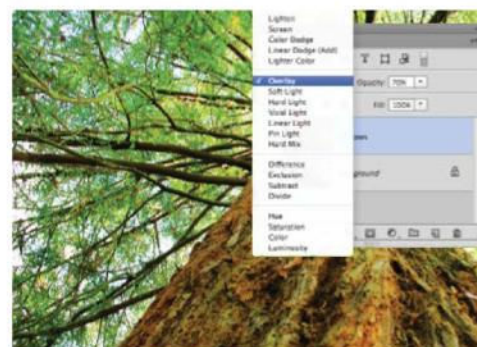 Lighten
Screen
Color Dodge
Linear Dodge (Add)
Lighter Color
✓ Overlay
Soft Light
Hard Light
Vivid Light
Linear Light
Pin Light
Hard Mix
Difference
Exclusion
Subtract
Divide
Hue
Saturation
Color
Luminosity
Opacity: 70%
Fill: 100%